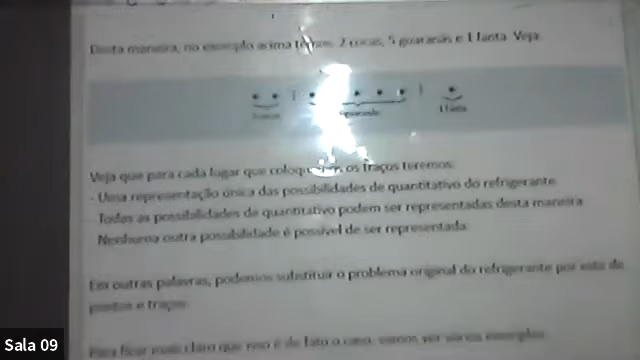 Desta maneira, no exemplo acima temos: 2 cocas, 5 guaranás e 1 fanta. Veja:
1 fanta
Veja que para cada lugar que os traços teremos:
- Uma representação única das possibilidades de quantitativo do refrigerante
- Todas as possibilidades de quantitativo podem ser representadas desta maneira
Nenhuma outra possibilidade é possível de ser representada
Em outras palavras, podemos substituir o problema original do refrigerante por este de
pontos e traços.
Para ficar mais claro que isso é de fato o caso, vamos ver vários exemplos:
Sala 09